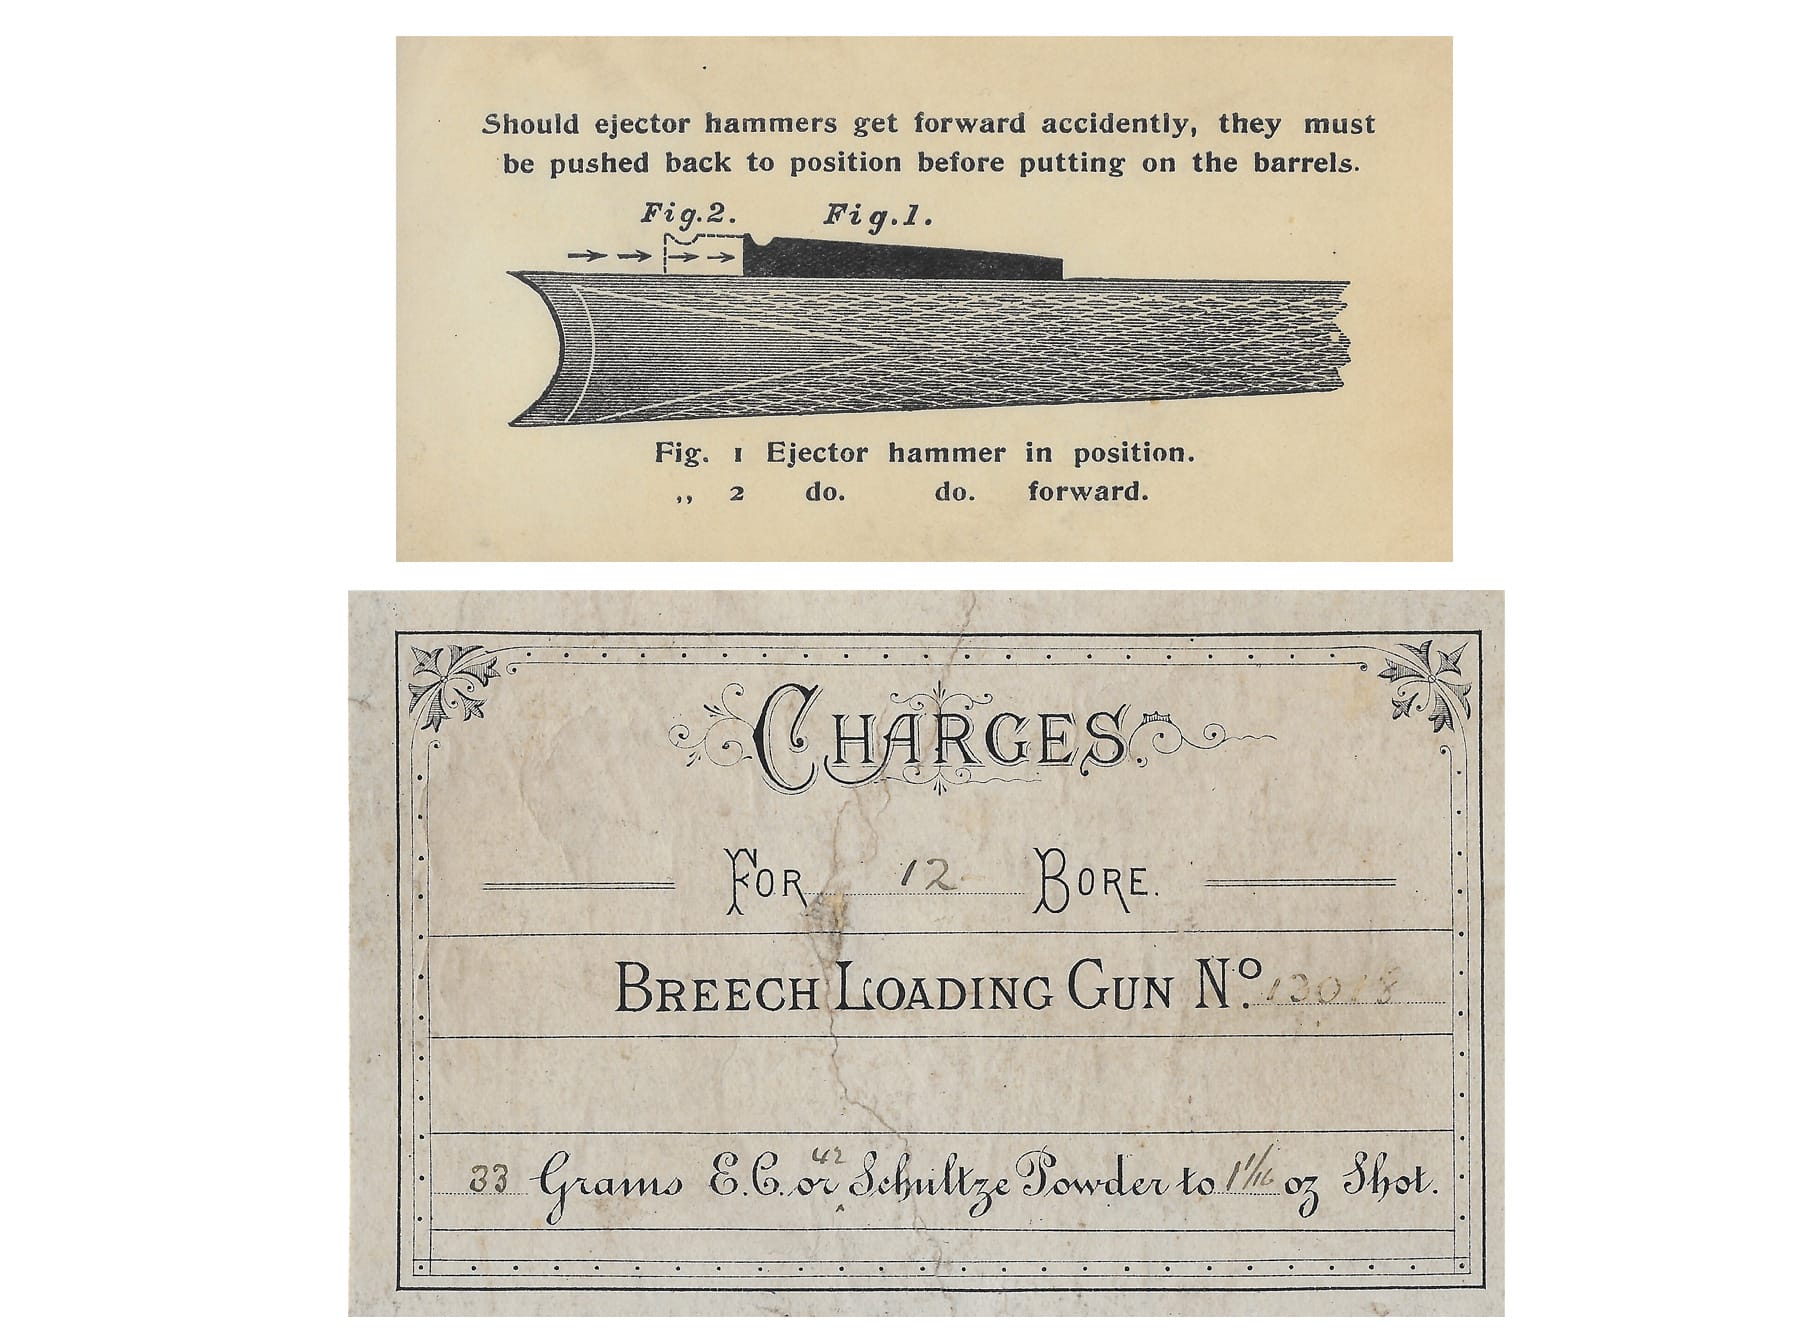 Should ejector hammers get forward accidently, they must
be pushed back to position before putting on the barrels.
Fig.2. Fig.1.
Fig. 1 Ejector hammer in position.
,, 2 do. do. forward.
CHARGES.
FOR 12 BORE.
BREECH LOADING GUN No. 13018
42
33 Grams E.C. or Schultze Powder to 1 1/16 oz Shot.